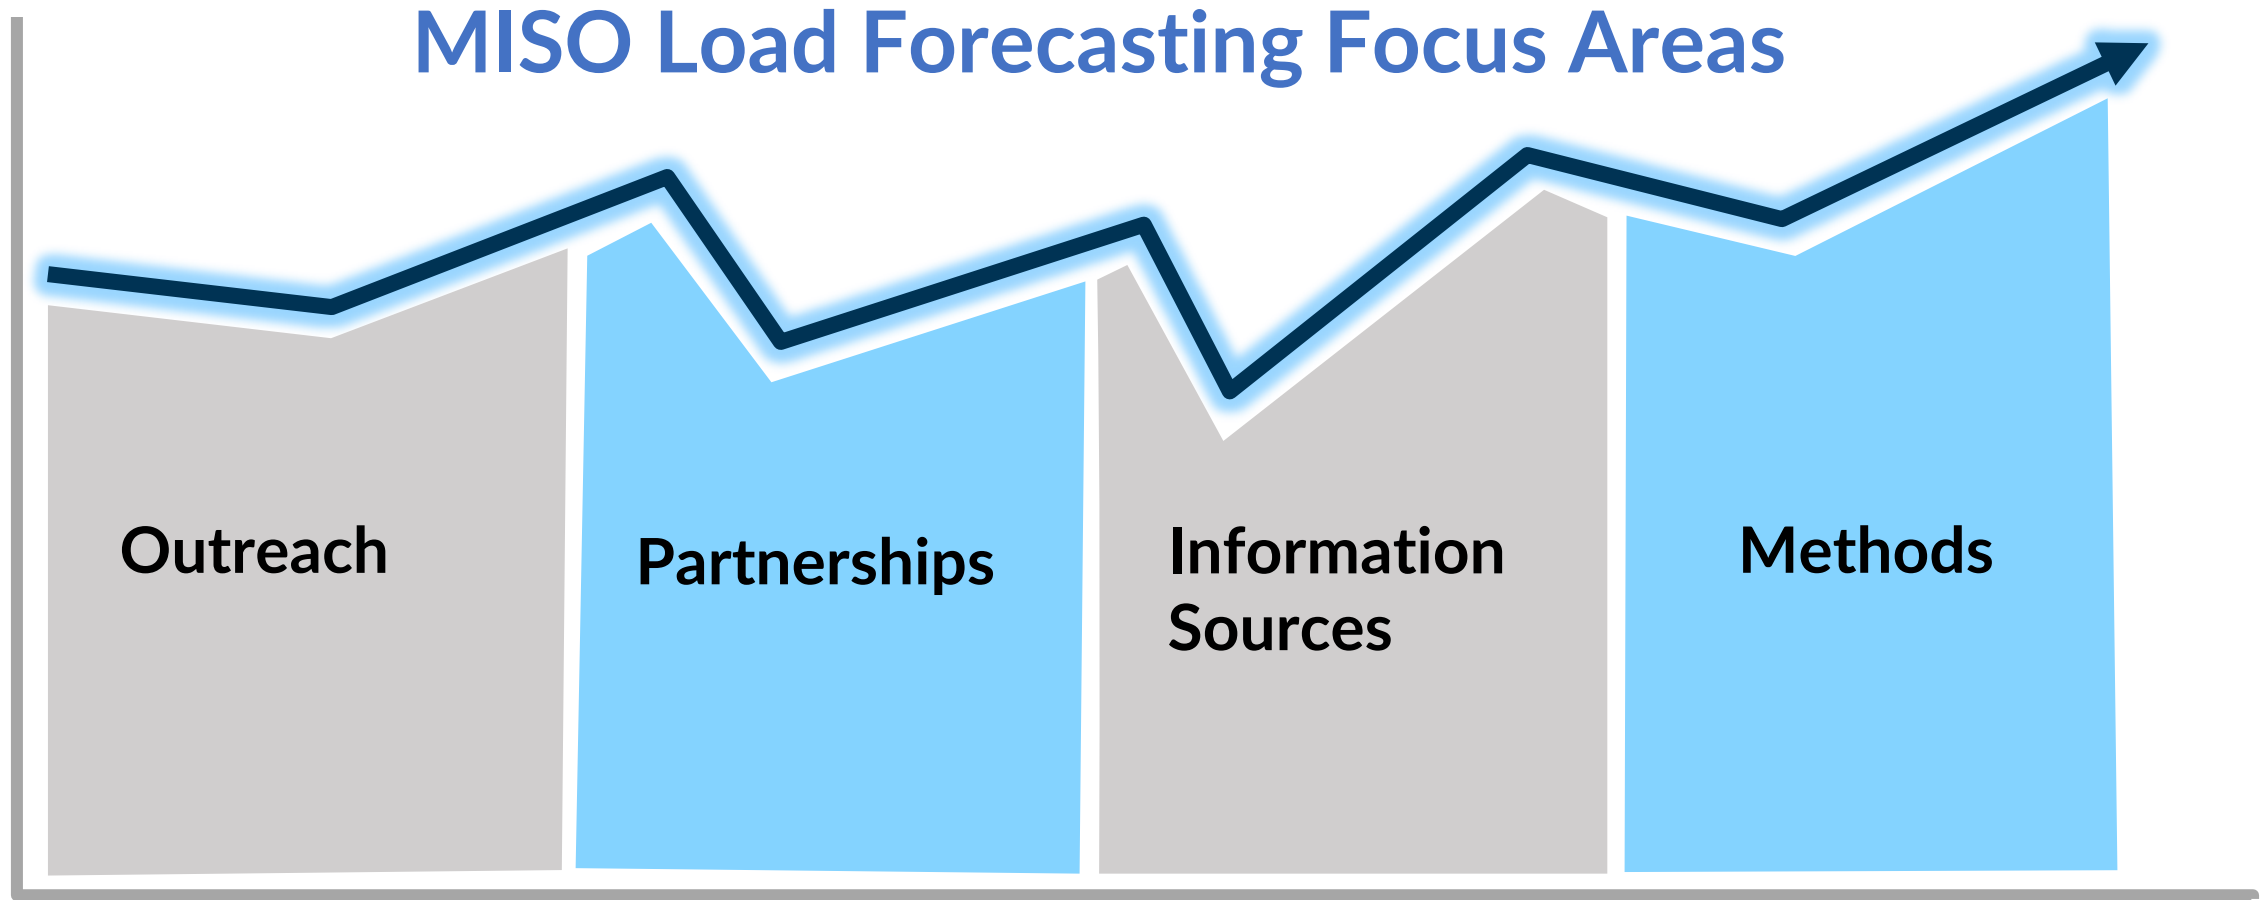 MISO Load Forecasting Focus Areas
Outreach
Partnerships
Information
Sources
Methods